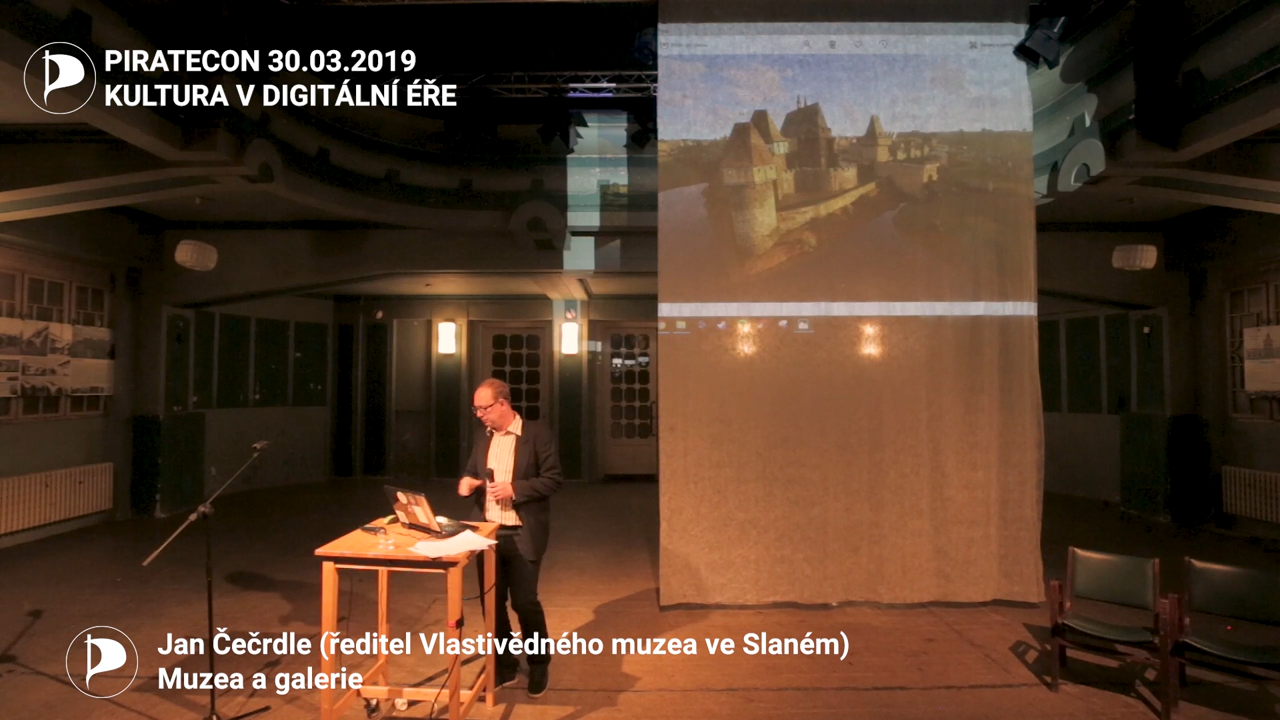 PIRATECON 30.03.2019
KULTURA V DIGITÁLNÍ ÉŘE
Jan Čečrdle (ředitel Vlastivědného muzea ve Slaném)
Muzea a galerie